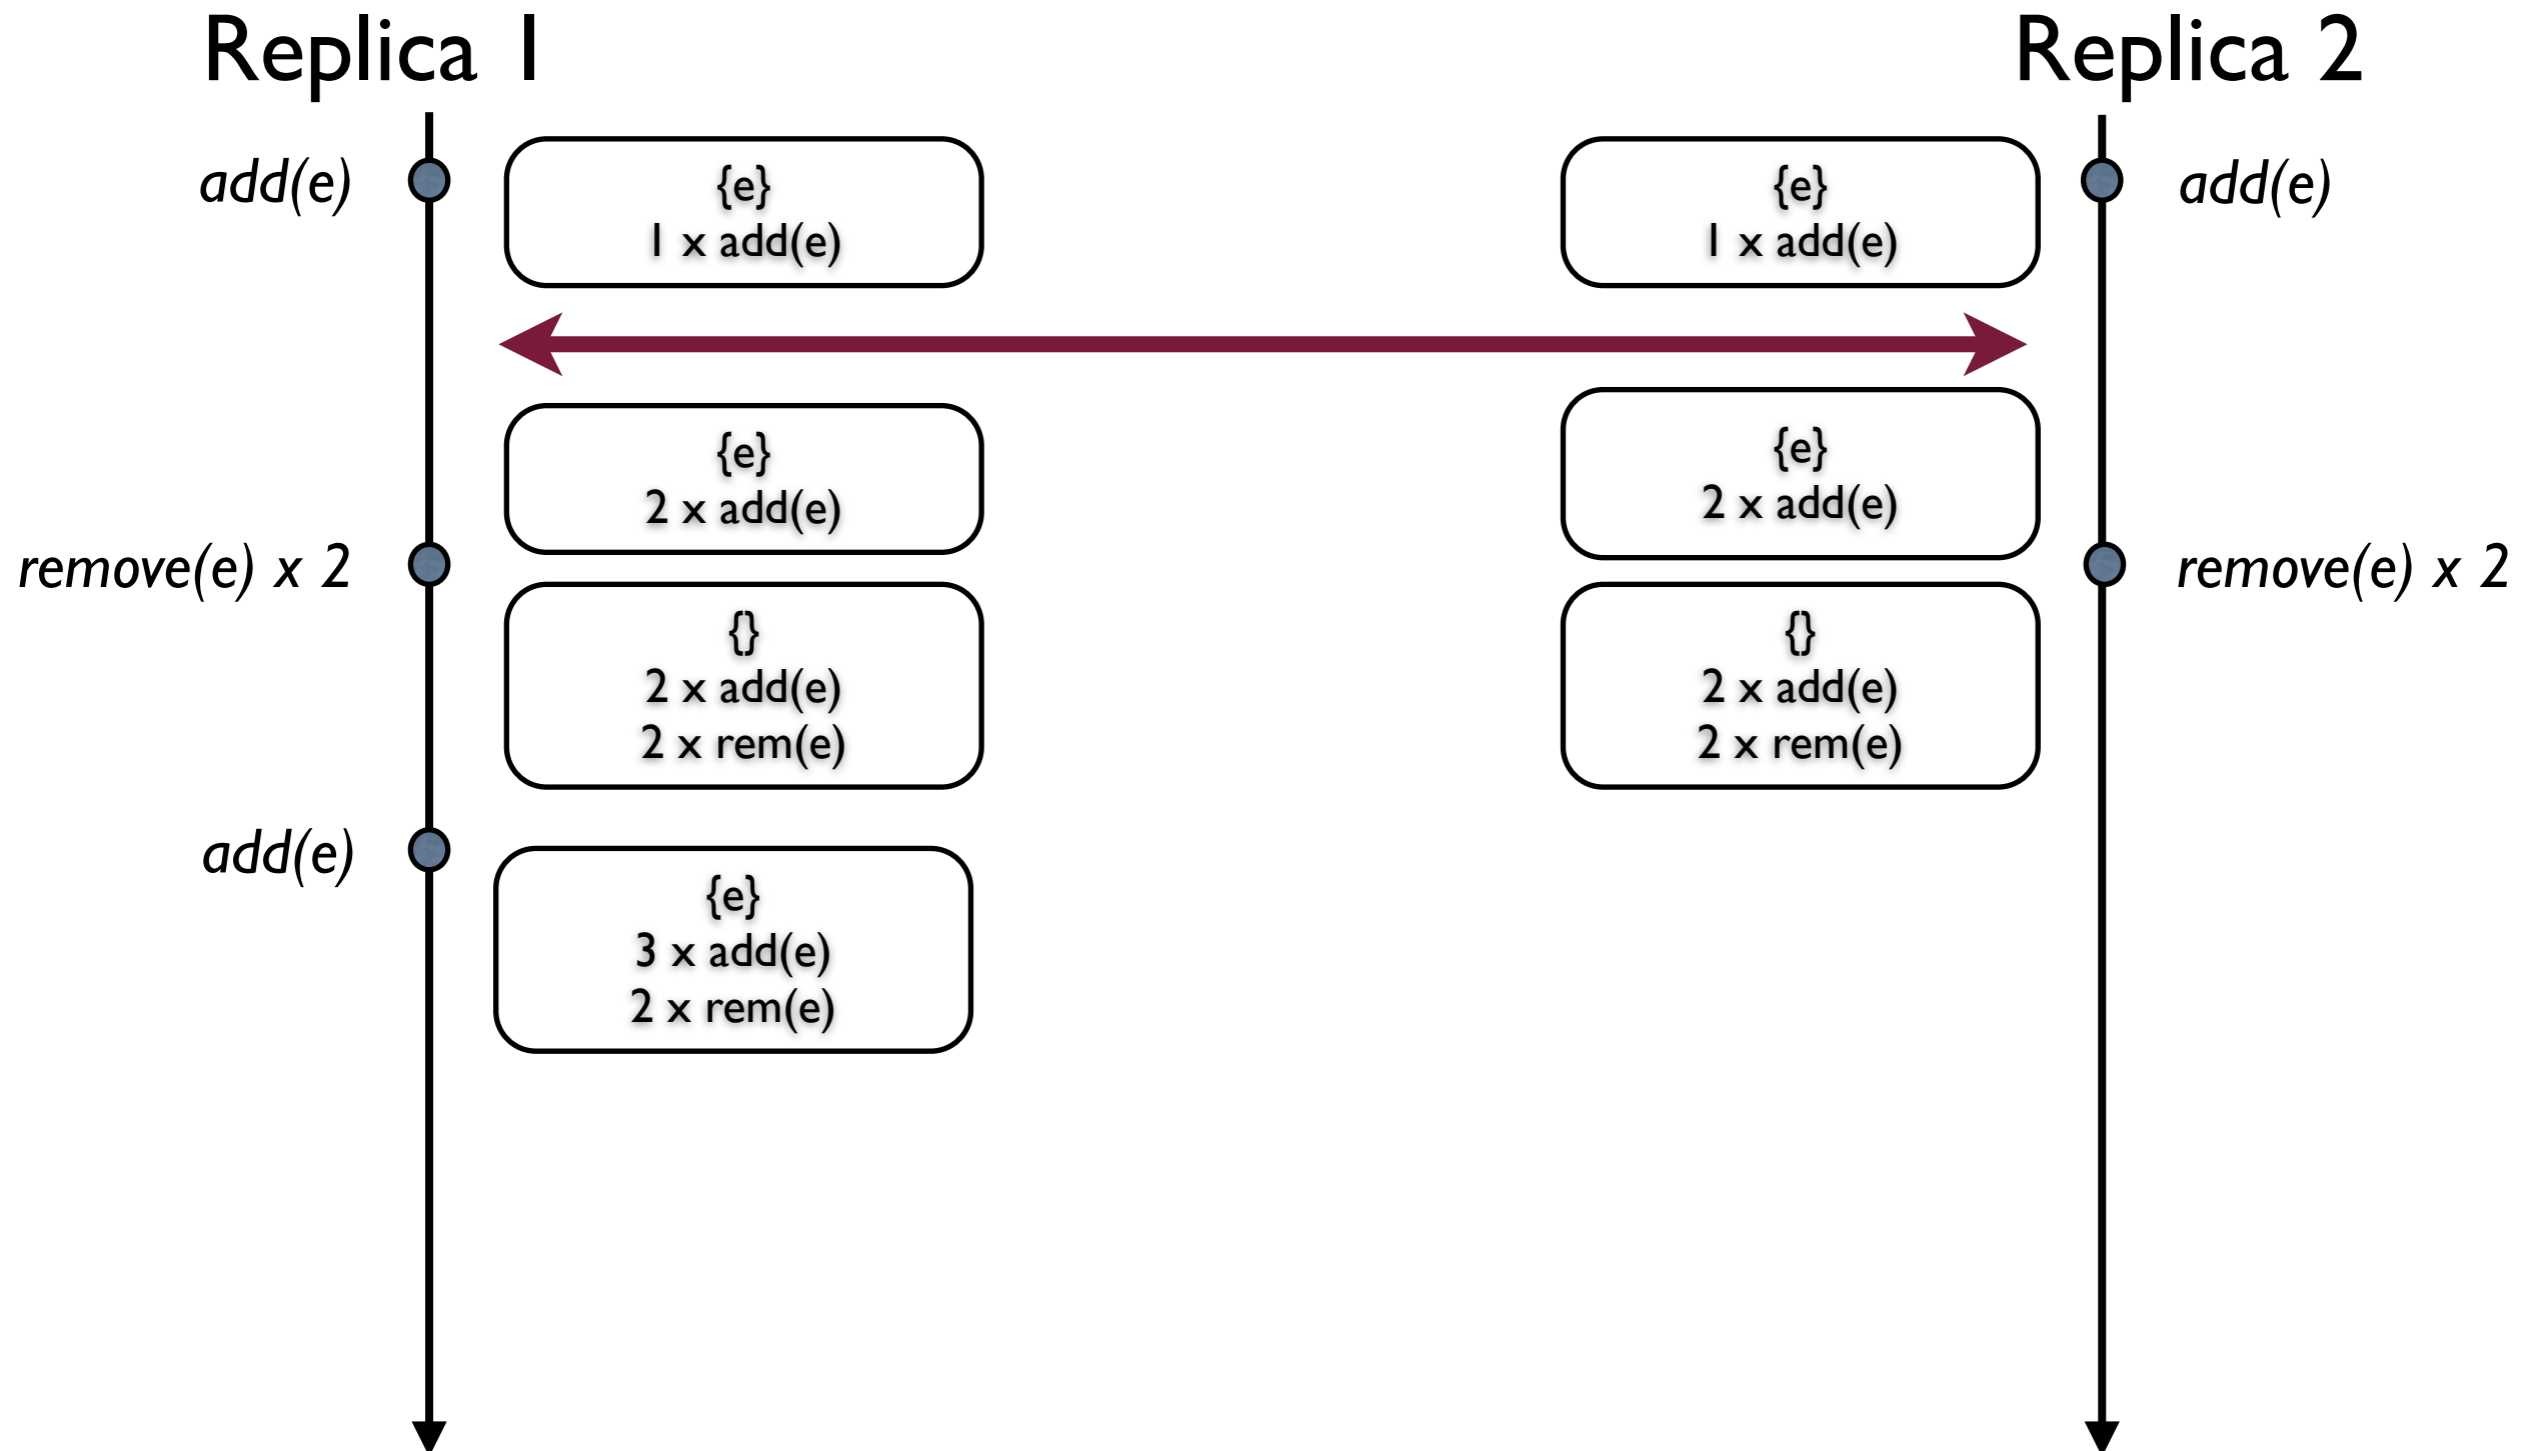 Replica 1
Replica 2
add(e)
{e}
1 x add(e)
{e}
1 x add(e)
add(e)
{e}
2 x add(e)
{e}
2 x add(e)
remove(e) x 2
remove(e) x 2
{}
2 x add(e)
2 x rem(e)
{}
2 x add(e)
2 x rem(e)
add(e)
{e}
3 x add(e)
2 x rem(e)